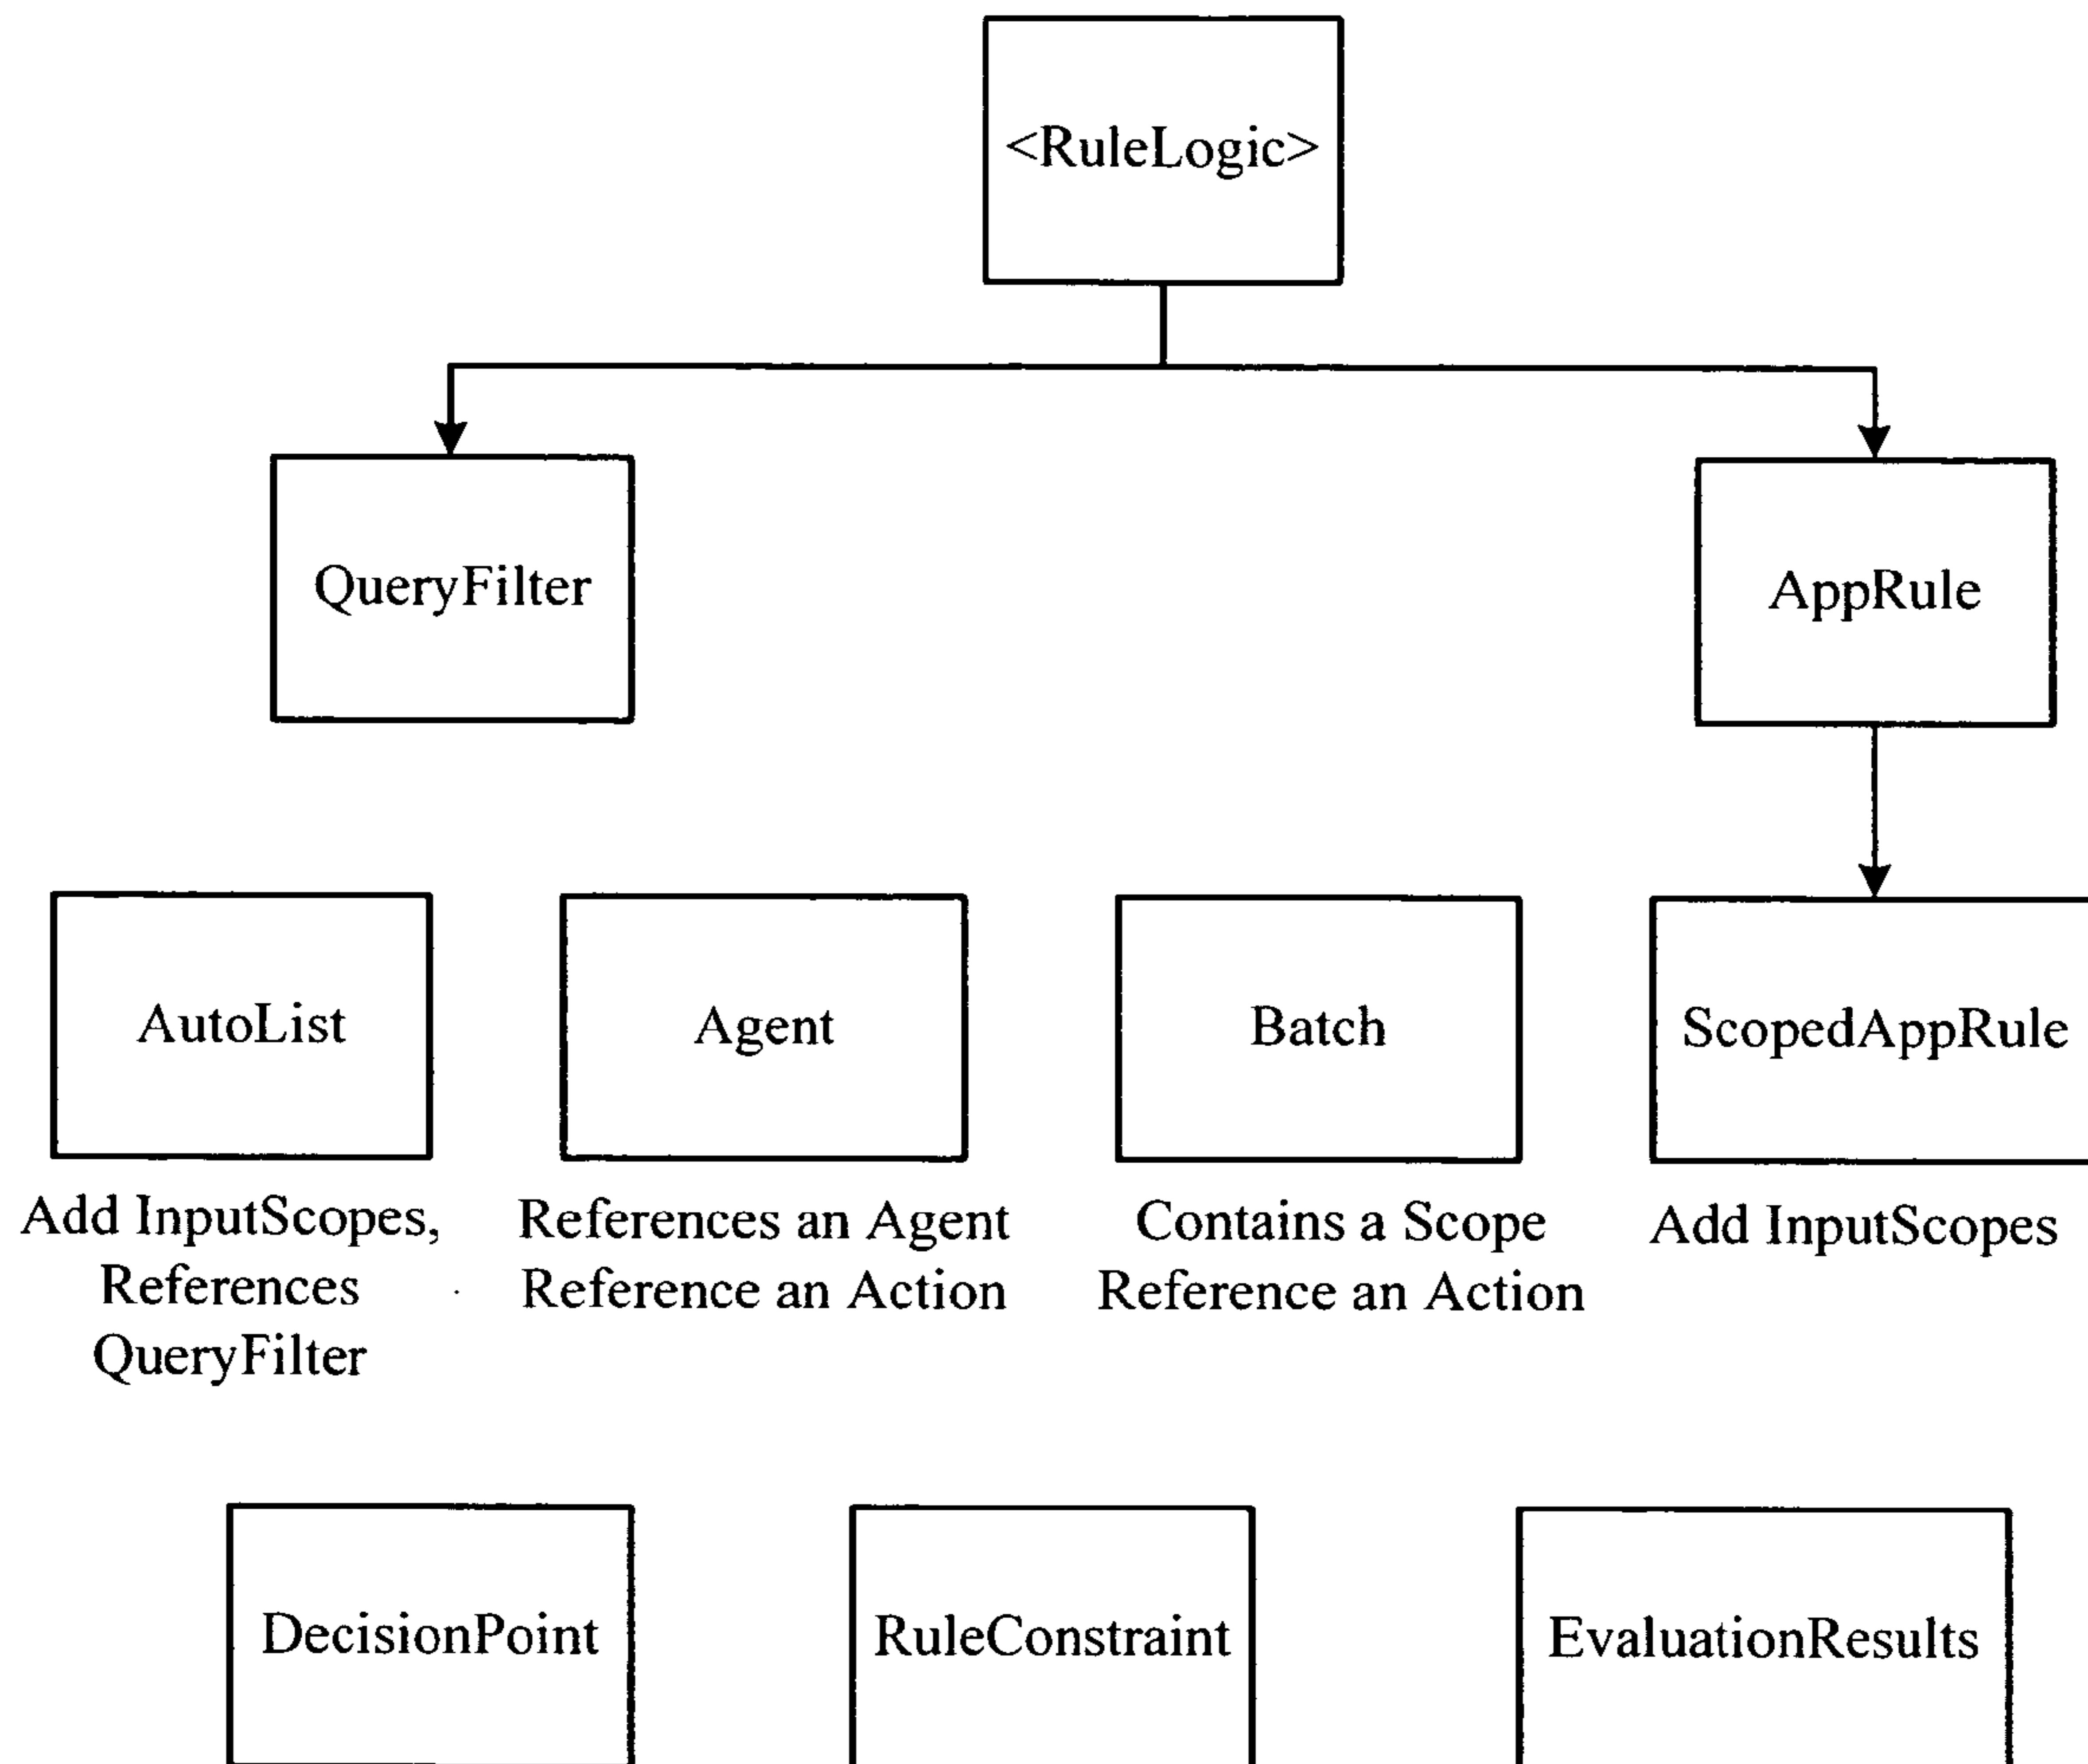 <RuleLogic>
QueryFilter
AppRule
AutoList
Agent
Batch
ScopedAppRule
Add InputScopes,
References
QueryFilter
References an Agent
Reference an Action
Contains a Scope
Reference an Action
Add InputScopes
DecisionPoint
RuleConstraint
EvaluationResults